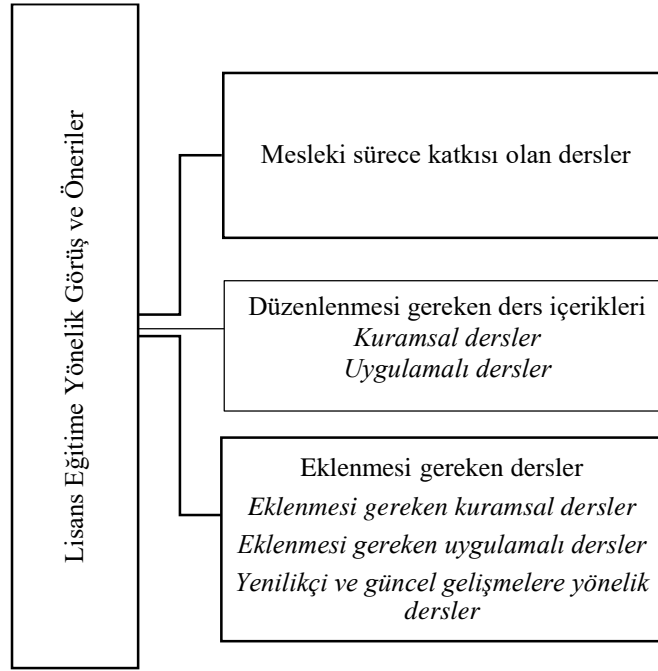 Lisans Eğitime Yönelik Görüş ve Öneriler
Mesleki sürece katkısı olan dersler
Düzenlenmesi gereken ders içerikleri
Kuramsal dersler
Uygulamalı dersler
Eklenmesi gereken dersler
Eklenmesi gereken kuramsal dersler
Eklenmesi gereken uygulamalı dersler
Yenilikçi ve güncel gelişmelere yönelik
dersler